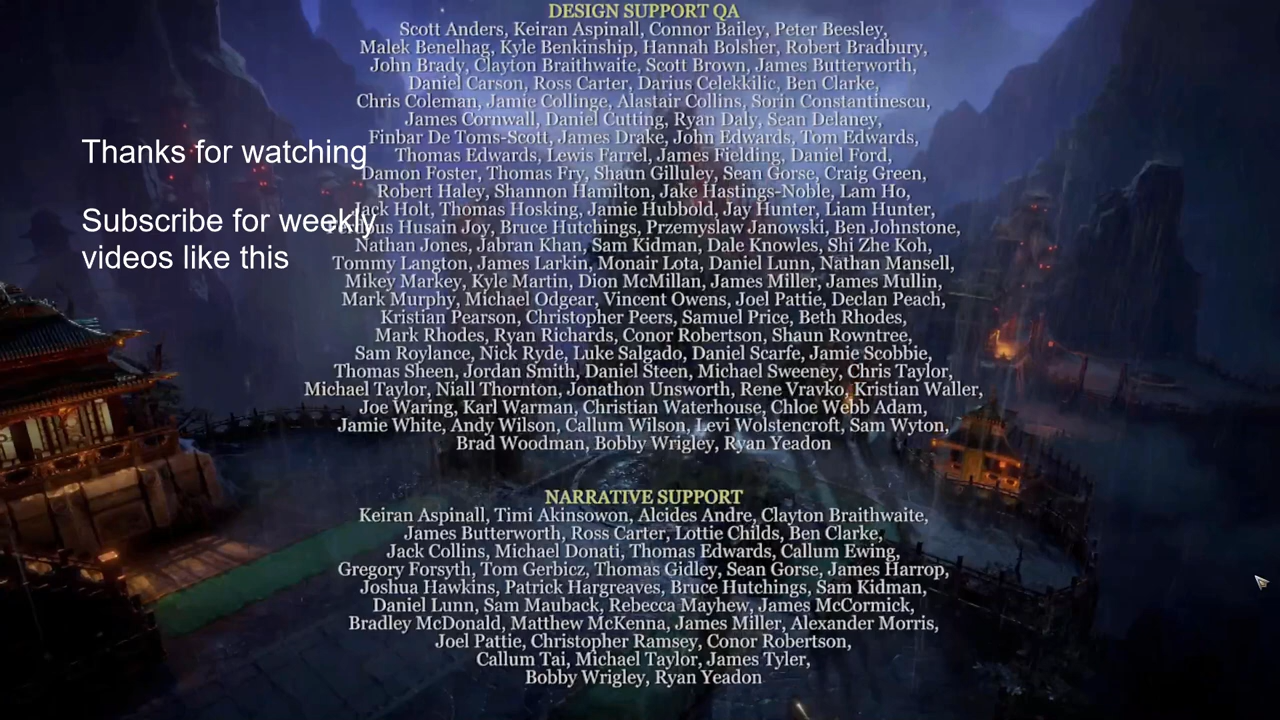 DESIGN SUPPORT QA
Scott Anders, Keiran Aspinall, Connor Bailey, Peter Beesley,
Malek Benelhag, Kyle Benkinship, Hannah Bolsher, Robert Bradbury,
John Brady, Clayton Braithwaite, Scott Brown, James Butterworth,
Daniel Carson, Ross Carter, Darius Celekkilic, Ben Clarke,
Chris Coleman, Jamie Collinge, Alastair Collins, Sorin Constantinescu,
James Cornwall, Daniel Cutting, Ryan Daly, Sean Delaney,
Finbar De Toms-Scott, James Drake, John Edwards, Tom Edwards,
Thomas Edwards, Lewis Farrel, James Fielding, Daniel Ford,
Damon Foster, Thomas Fry, Shaun Gilluley, Sean Gorse, Craig Green,
Robert Haley, Shannon Hamilton, Jake Hastings-Noble, Lam Ho,
Jack Holt, Thomas Hosking, Jamie Hubbold, Jay Hunter, Liam Hunter,
Husain Joy, Bruce Hutchings, Przemyslaw Janowski, Ben Johnstone,
Nathan Jones, Jabran Khan, Sam Kidman, Dale Knowles, Shi Zhe Koh,
Tommy Langton, James Larkin, Monair Lota, Daniel Lunn, Nathan Mansell,
Mikey Markey, Kyle Martin, Dion McMillan, James Miller, James Mullin,
Mark Murphy, Michael Odgear, Vincent Owens, Joel Pattie, Declan Peach,
Kristian Pearson, Christopher Peers, Samuel Price, Beth Rhodes,
Mark Rhodes, Ryan Richards, Conor Robertson, Shaun Rowntree,
Sam Roylance, Nick Ryde, Luke Salgado, Daniel Scarfe, Jamie Scobbie,
Thomas Sheen, Jordan Smith, Daniel Steen, Michael Sweeney, Chris Taylor,
Michael Taylor, Niall Thornton, Jonathon Unsworth, Rene Vravko, Kristian Waller,
Joe Waring, Karl Warman, Christian Waterhouse, Chloe Webb Adam,
Jamie White, Andy Wilson, Callum Wilson, Levi Wolstencroft, Sam Wyton,
Brad Woodman, Bobby Wrigley, Ryan Yeadon
NARRATIVE SUPPORT
Keiran Aspinall, Timi Akinsowon, Alcides Andre, Clayton Braithwaite,
James Butterworth, Ross Carter, Lottie Childs, Ben Clarke,
Jack Collins, Michael Donati, Thomas Edwards, Callum Ewing,
Gregory Forsyth, Tom Gerbicz, Thomas Gidley, Sean Gorse, James Harrop,
Joshua Hawkins, Patrick Hargreaves, Bruce Hutchings, Sam Kidman,
Daniel Lunn, Sam Mauback, Rebecca Mayhew, James McCormick,
Bradley McDonald, Matthew McKenna, James Miller, Alexander Morris,
Joel Pattie, Christopher Ramsey, Conor Robertson,
Callum Tai, Michael Taylor, James Tyler,
Bobby Wrigley, Ryan Yeadon
Thanks for watching
Subscribe for weekly
videos like this